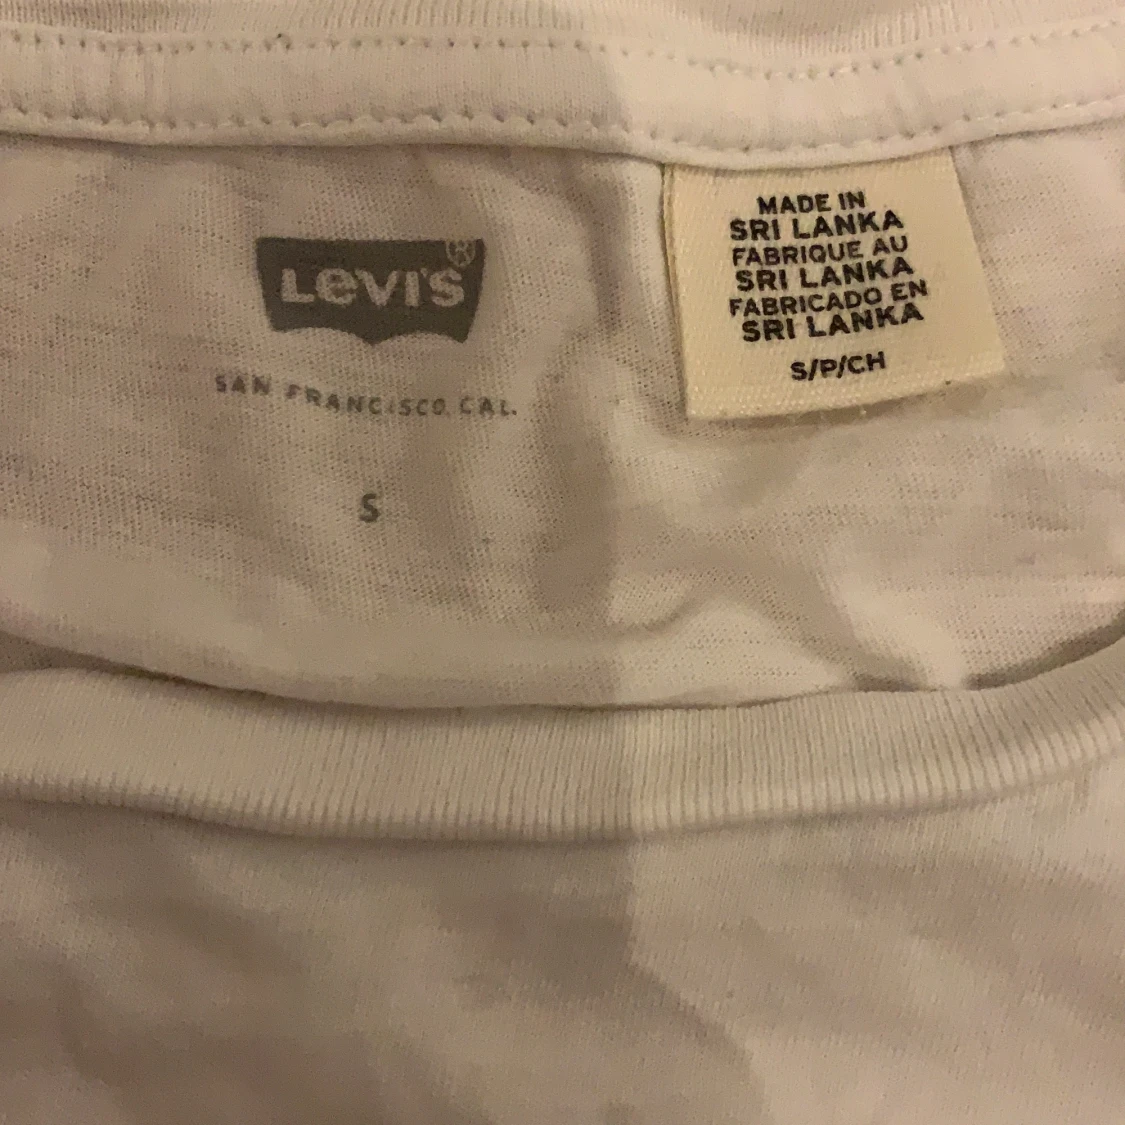 LEVI'S®
SAN FRANCISCO, CAL.
S
MADE IN
SRI LANKA
FABRIQUE AU
SRI LANKA
FABRICADO EN
SRI LANKA
S/P/CH